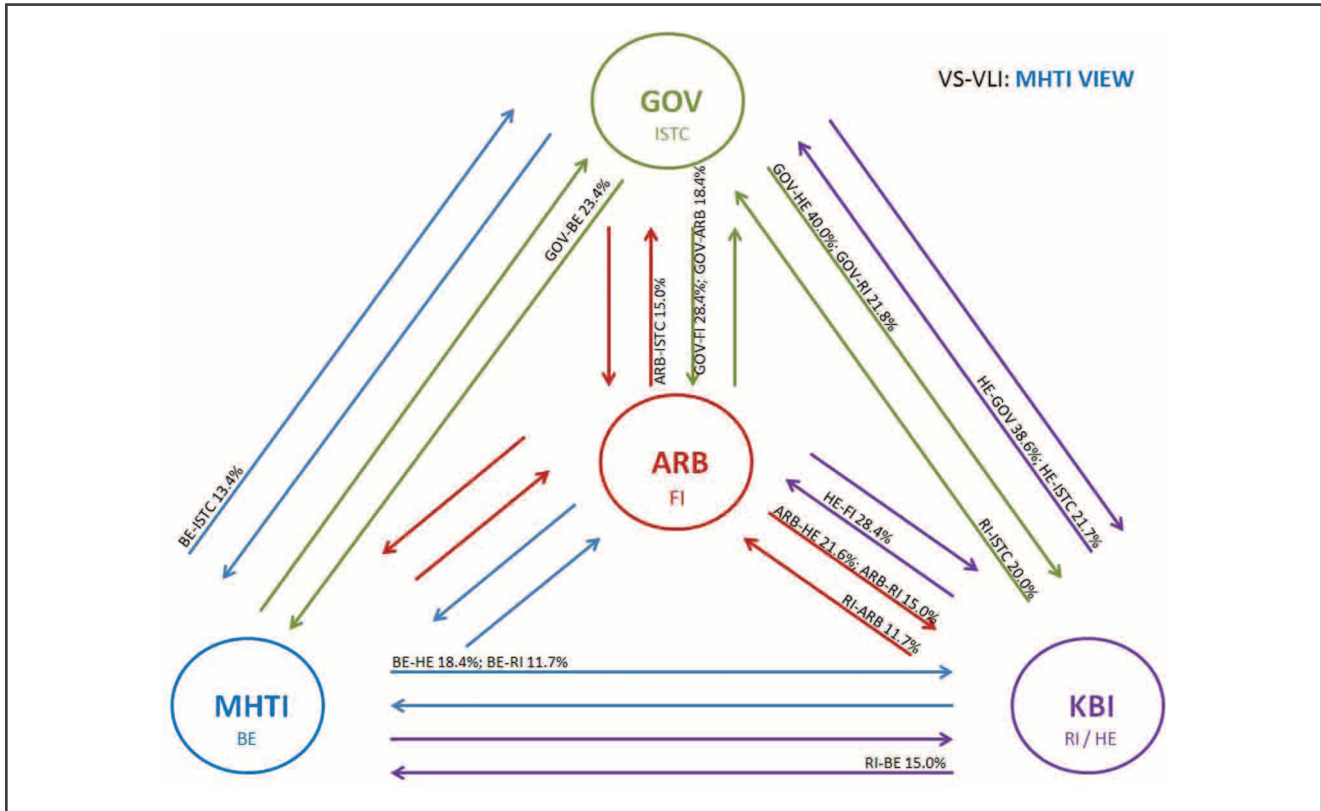 VS-VLI: MHTI VIEW
GOV
ISTC
GOV-BE 23.4%
ARB-ISTC 15.0%
GOV-FI 28.4%; GOV-ARB 18.4%
GOV-HE 40.0%; GOV-RI 21.8%
HE-GOV 38.6%; HE-ISTC 21.7%
RI-ISTC 20.0%
BE-ISTC 13.4%
ARB
FI
HE-FI 28.4%
ARB-HE 21.6%; ARB-RI 15.0%
RI-ARB 11.7%
BE-HE 18.4%; BE-RI 11.7%
MHTI
BE
KBI
RI / HE
RI-BE 15.0%